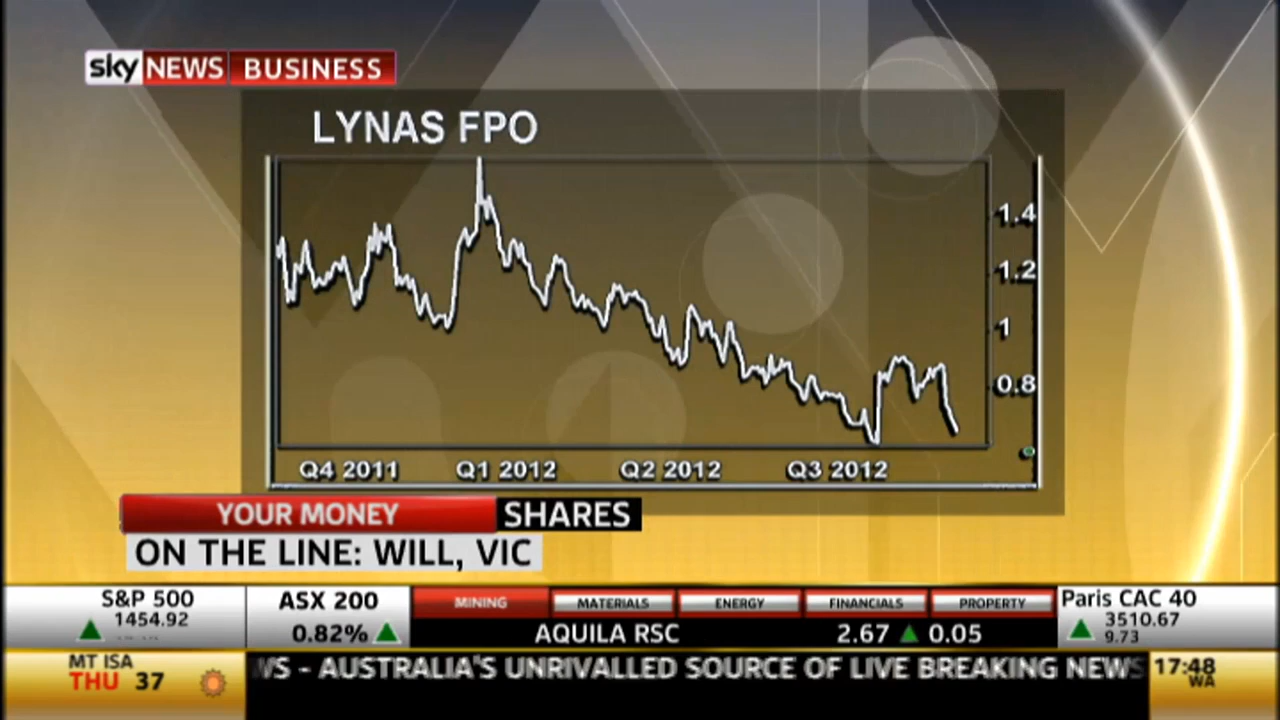 sky NEWS BUSINESS
LYNAS FPO
1.4
1.2
1
0.8
Q4 2011 Q1 2012 Q2 2012 Q3 2012
YOUR MONEY SHARES
ON THE LINE: WILL, VIC
S&P 500
1454.92
ASX 200
0.82%
MINING MATERIALS ENERGY FINANCIALS PROPERTY
AQUILA RSC 2.67 0.05
Paris CAC 40
3510.67
9.73
MT ISA
THU 37
WS - AUSTRALIA'S UNRIVALLED SOURCE OF LIVE BREAKING NEWS
17:48
WA